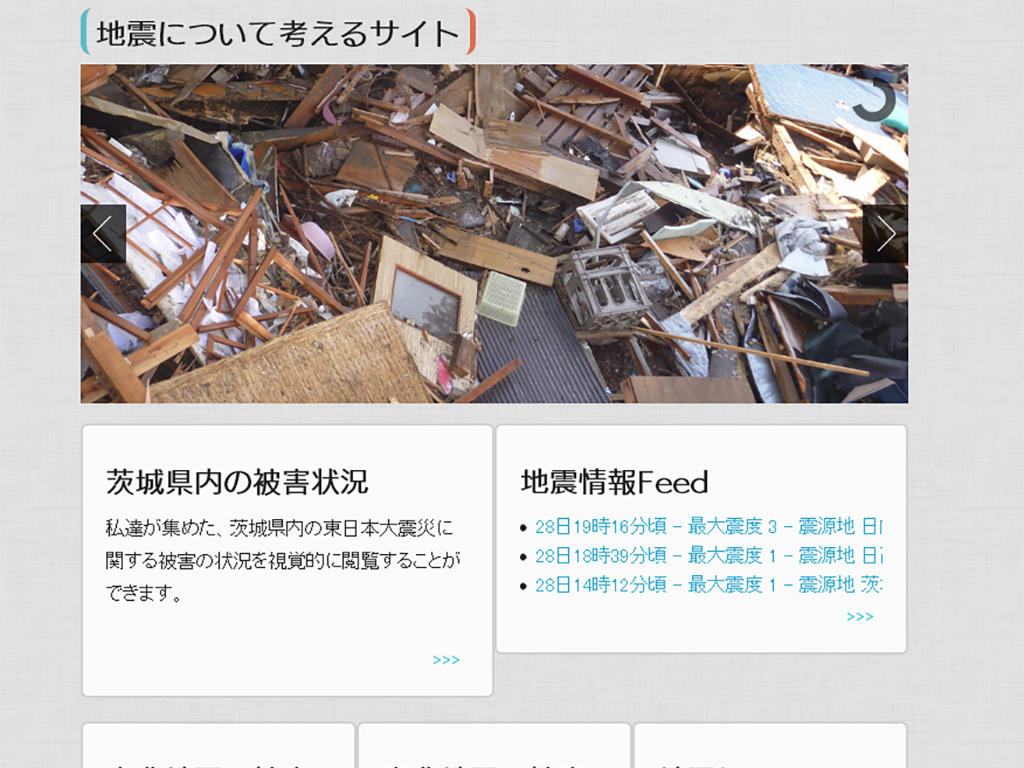 地震について考えるサイト
茨城県内の被害状況
私達が集めた、茨城県内の東日本大震災に
関する被害の状況を視覚的に閲覧することが
できます。
>>>
地震情報Feed
28日19時16分頃 - 最大震度 3 - 震源地 日
28日18時39分頃 - 最大震度 1 - 震源地 日
28日14時12分頃 - 最大震度 1 - 震源地 茨
>>>